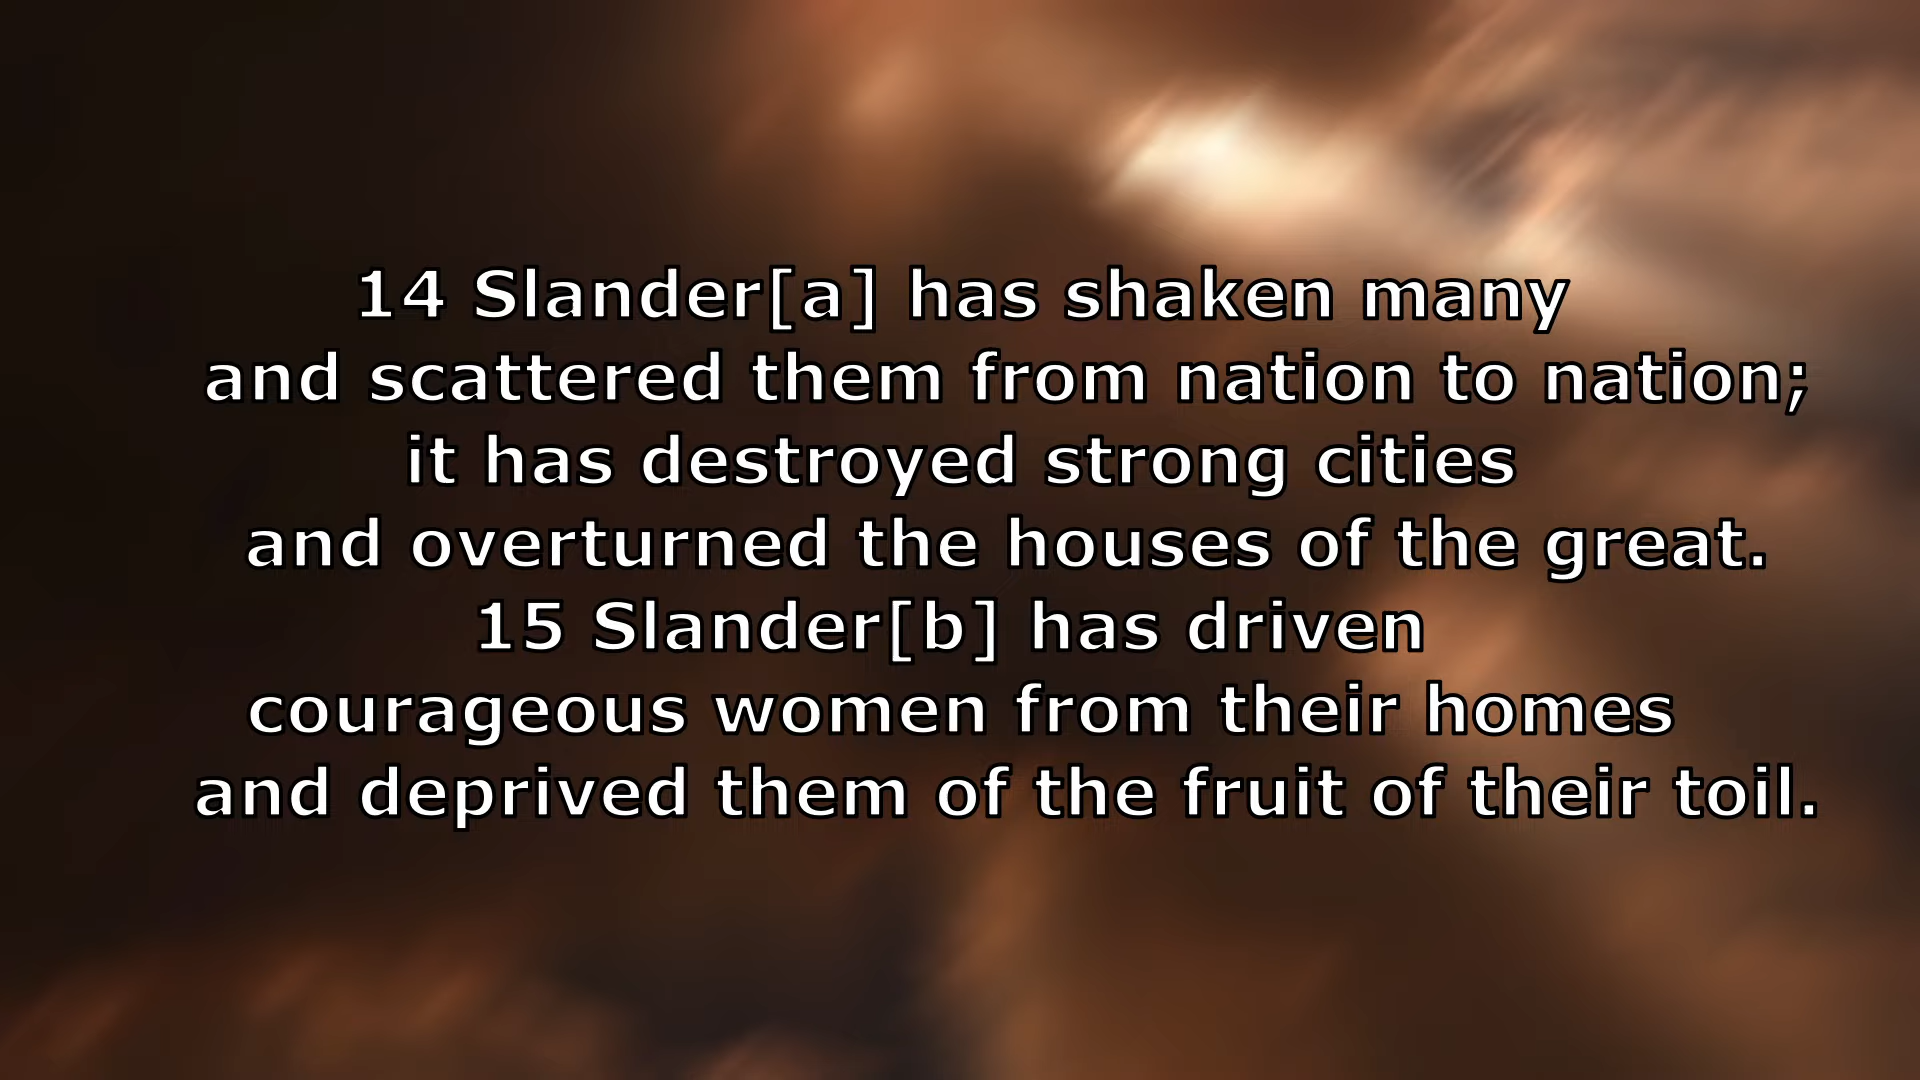 14 Slander[a] has shaken many
and scattered them from nation to nation;
it has destroyed strong cities
and overturned the houses of the great.
15 Slander[b] has driven
courageous women from their homes
and deprived them of the fruit of their toil.